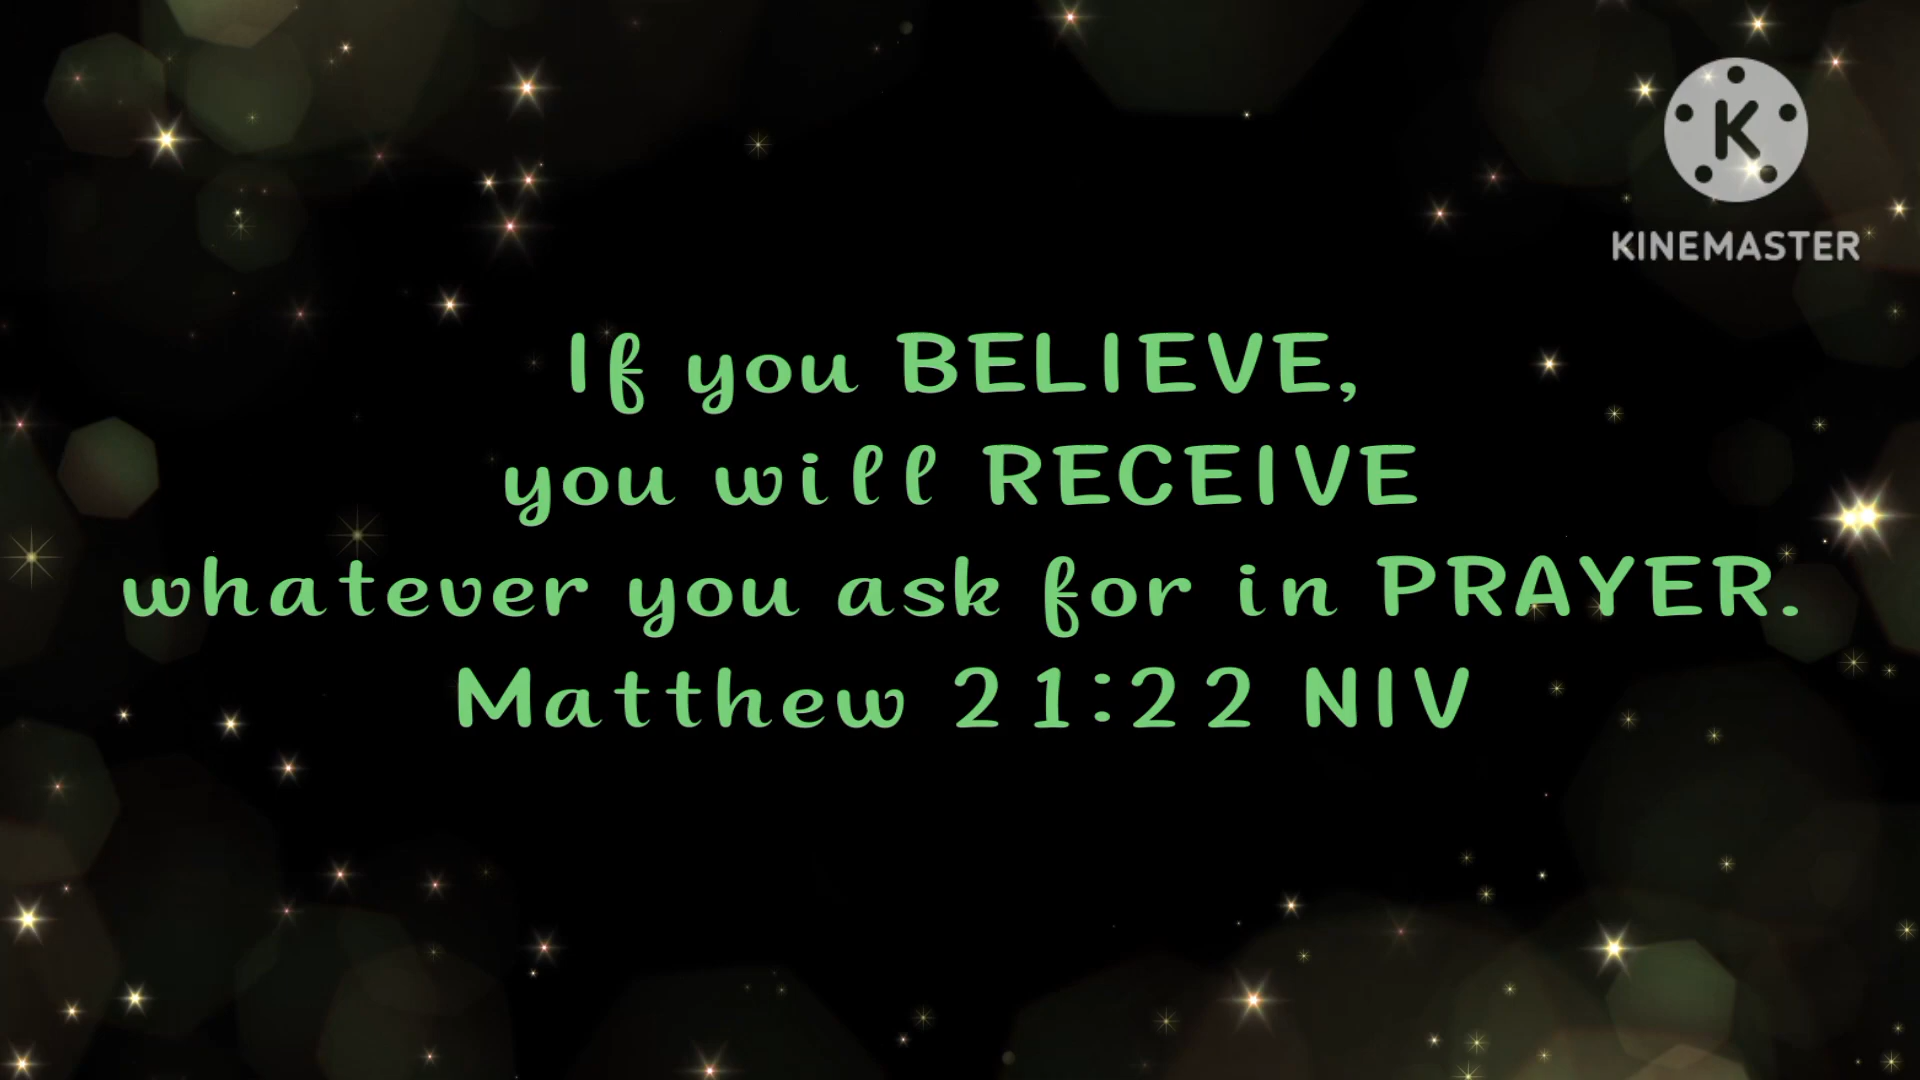 K
KINEMASTER
If you BELIEVE,
you will RECEIVE
whatever you ask for in PRAYER.
Matthew 21:22 NIV